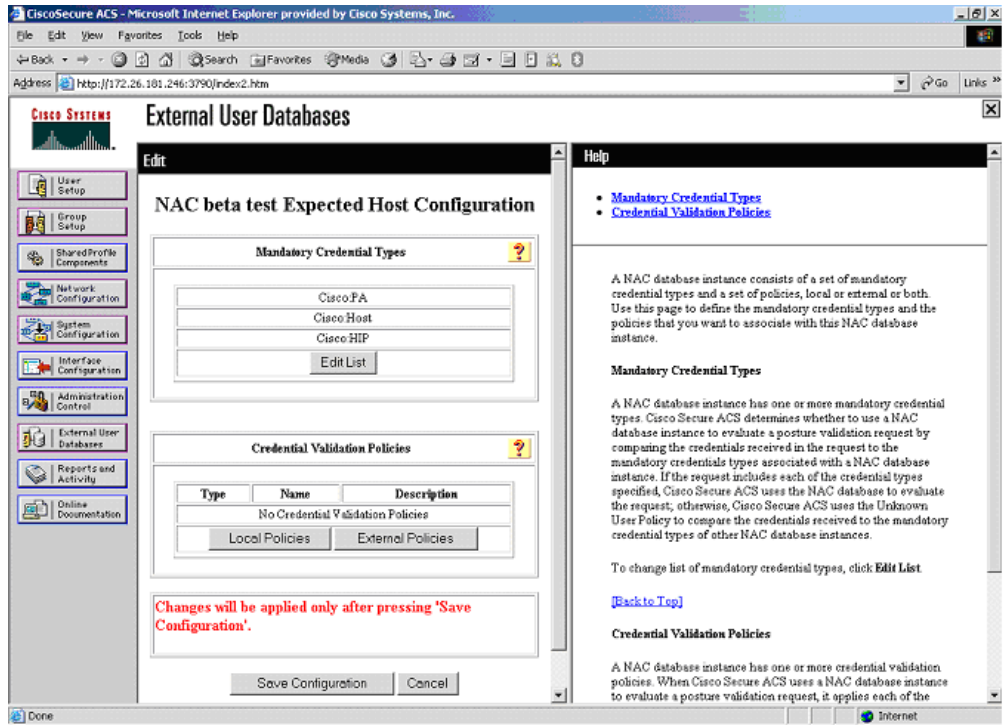 CiscoSecure ACS - Microsoft Internet Explorer provided by Cisco Systems, Inc.
File Edit View Favorites Tools Help
Back Search Favorites Media
Address http://172.26.181.246:3790/index2.htm Go Links »
CISCO SYSTEMS
External User Databases
User Setup
Group Setup
Shared Profile Components
Network Configuration
System Configuration
Interface Configuration
Administration Control
External User Databases
Reports and Activity
Online Documentation
Edit
NAC beta test Expected Host Configuration
Mandatory Credential Types ?
Cisco:PA
Cisco:Host
Cisco:HIP
Edit List
Credential Validation Policies ?
Type Name Description
No Credential Validation Policies
Local Policies External Policies
Changes will be applied only after pressing 'Save
Configuration'.
Save Configuration Cancel
Help
Mandatory Credential Types
Credential Validation Policies
A NAC database instance consists of a set of mandatory
credential types and a set of policies, local or external or both.
Use this page to define the mandatory credential types and the
policies that you want to associate with this NAC database
instance.
Mandatory Credential Types
A NAC database instance has one or more mandatory credential
types. Cisco Secure ACS determines whether to use a NAC
database instance to evaluate a posture validation request by
comparing the credentials received in the request to the
mandatory credentials types associated with a NAC database
instance. If the request includes each of the credential types
specified, Cisco Secure ACS uses the NAC database to evaluate
the request; otherwise, Cisco Secure ACS uses the Unknown
User Policy to compare the credentials received to the mandatory
credential types of other NAC database instances.
To change list of mandatory credential types, click Edit List.
[Back to Top]
Credential Validation Policies
A NAC database instance has one or more credential validation
policies. When Cisco Secure ACS uses a NAC database instance
to evaluate a posture validation request, it applies each of the
Done Internet